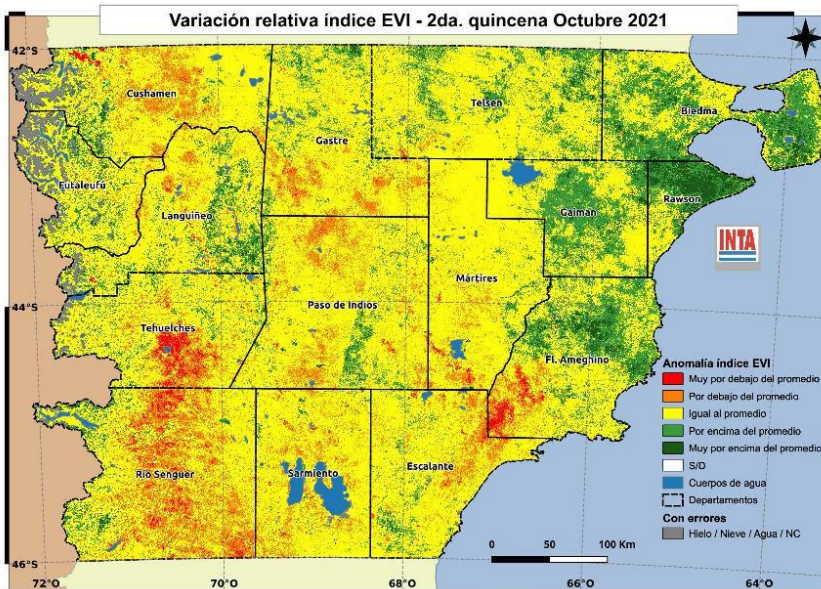 Variación relativa índice EVI - 2da. quincena Octubre 2021
42°S
44°S
46°S
Cushamen
Telsen
Biedma
Gastre
Futaleufú
Languiñeo
Gaiman
Rawson
INTA
Mártires
Paso de Indios
Tehuelches
Fl. Ameghino
Río Senguer
Sarmiento
Escalante
Anomalía índice EVI
Muy por debajo del promedio
Por debajo del promedio
Igual al promedio
Por encima del promedio
Muy por encima del promedio
S/D
Cuerpos de agua
Departamentos
Con errores
Hielo / Nieve / Agua / NC
0 50 100 Km
72°O 70°O 68°O 66°O 64°O